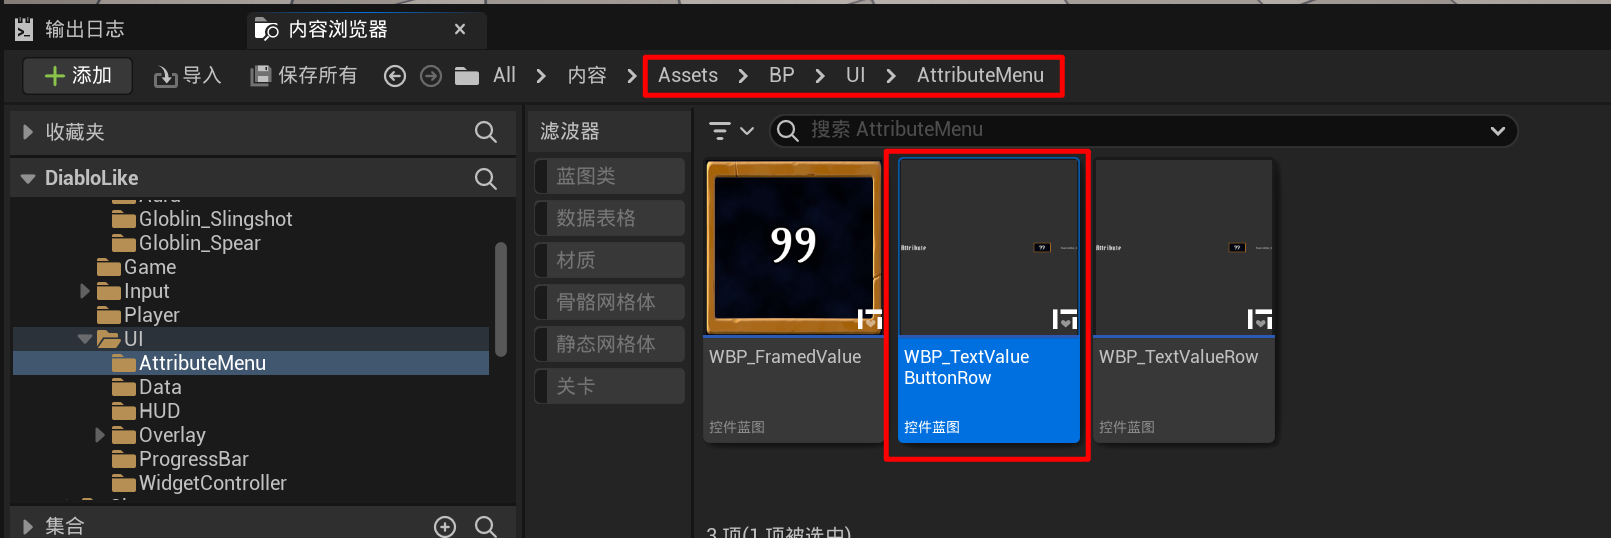 输出日志
内容浏览器
添加
导入
保存所有
All
内容
Assets
BP
UI
AttributeMenu
收藏夹
DiabloLike
Globlin_Slingshot
Globlin_Spear
Game
Input
Player
UI
AttributeMenu
Data
HUD
Overlay
ProgressBar
WidgetController
集合
滤波器
蓝图类
数据表格
材质
骨骼网格体
静态网格体
关卡
搜索 AttributeMenu
99
WBP_FramedValue
控件蓝图
Attribute
99
WBP_TextValue
ButtonRow
控件蓝图
Attribute
99
WBP_TextValueRow
控件蓝图
3 项(1 项被选中)